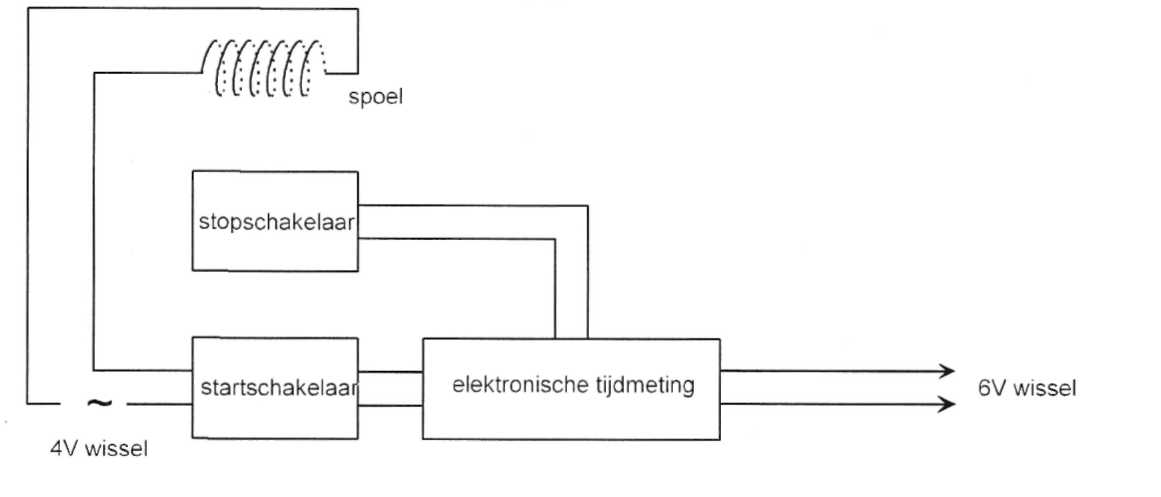 spoel
stopschakelaar
startschakelaar
elektronische tijdmeting
6V wissel
~
4V wissel